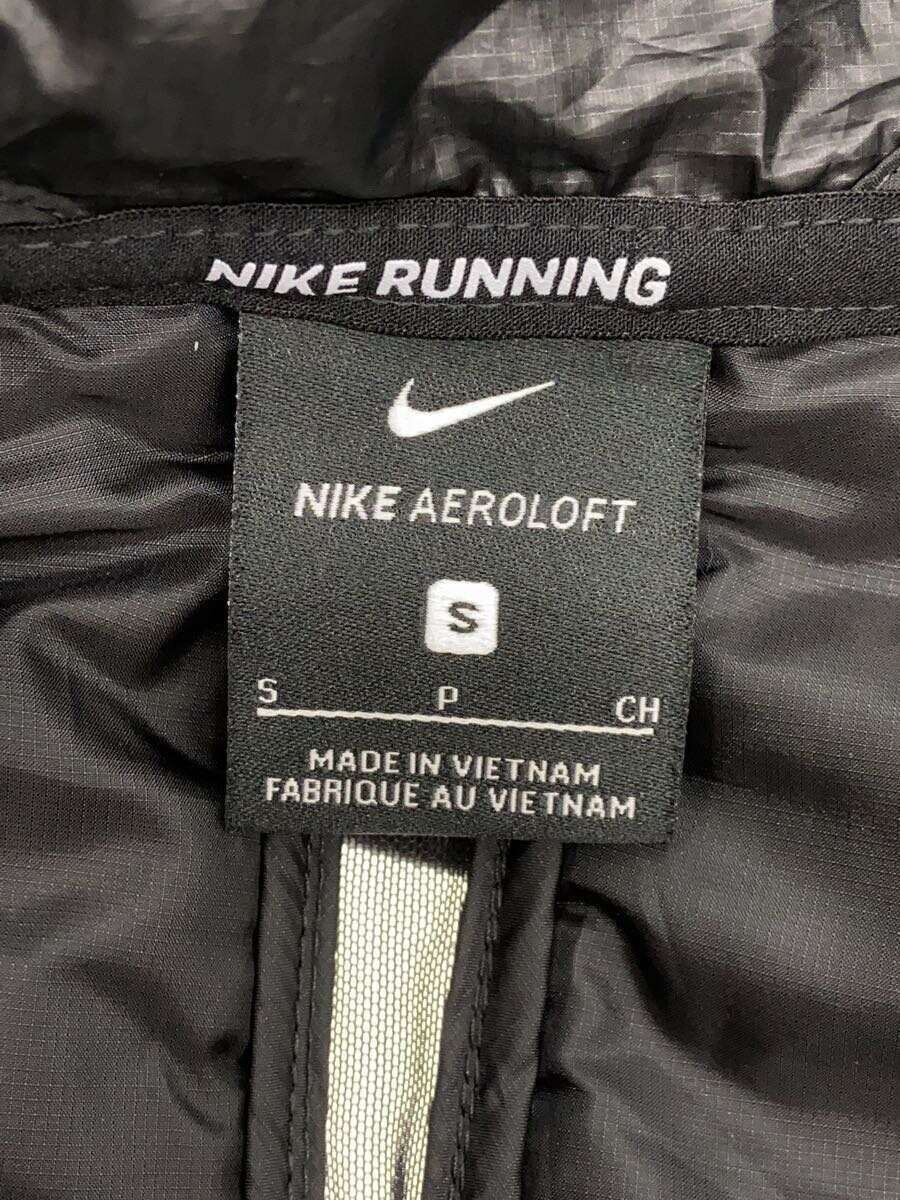 NIKE RUNNING
NIKE AEROLOFT
S
S P CH
MADE IN VIETNAM
FABRIQUE AU VIETNAM